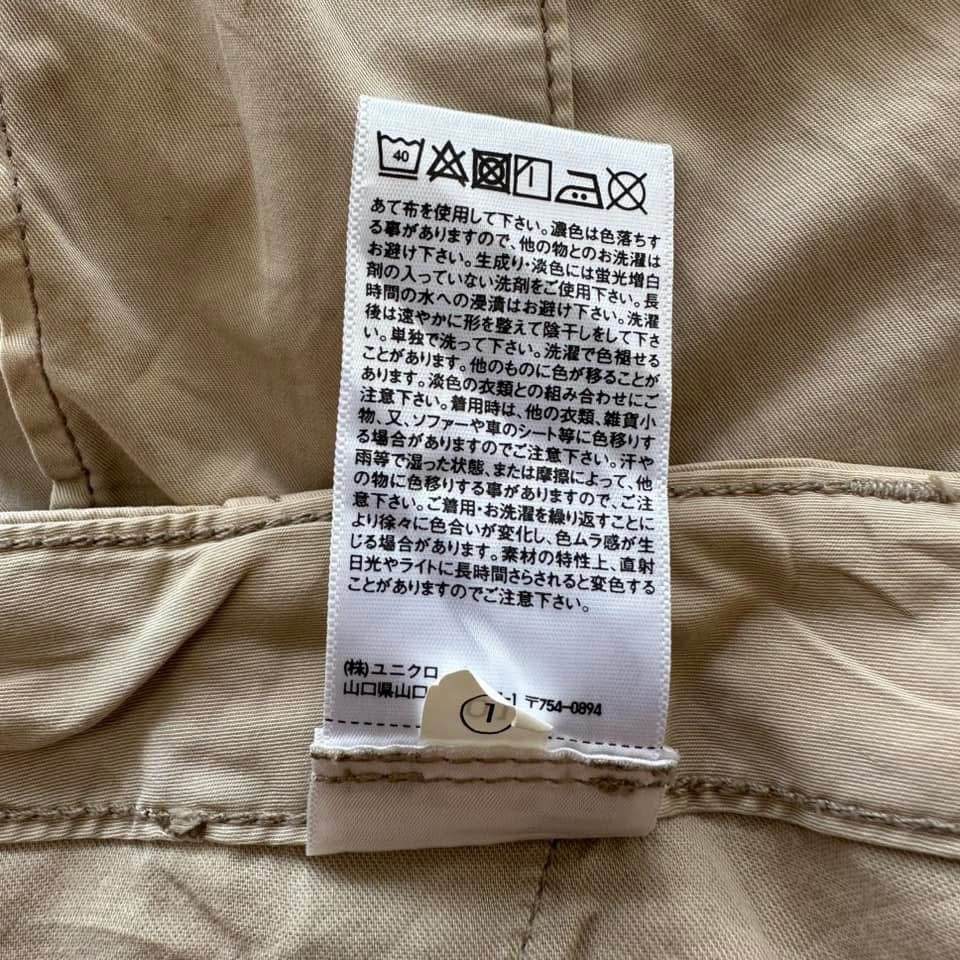 40
あて布を使用して下さい。濃色は色落ちす
る事がありますので、他の物とのお洗濯は
お避け下さい。生成り・淡色には蛍光増白
剤の入っていない洗剤をご使用下さい。長
時間の水への浸漬はお避け下さい。洗濯
後は速やかに形を整えて陰干しをして下さ
い。単独で洗って下さい。洗濯で色褪せる
ことがあります。他のものに色が移ることが
あります。淡色の衣類との組み合わせにご
注意下さい。着用時は、他の衣類、雑貨小
物、又、ソファーや車のシート等に色移りす
る場合がありますのでご注意下さい。汗や
雨等で湿った状態、または摩擦によって、他
の物に色移りする事がありますので、ご注
意下さい。ご着用・お洗濯を繰り返すことに
より徐々に色合いが変化し、色ムラ感が生
じる場合があります。素材の特性上、直射
日光やライトに長時間さらされると変色する
ことがありますのでご注意下さい。
(株)ユニクロ
山口県山口 -1 〒754-0894
1